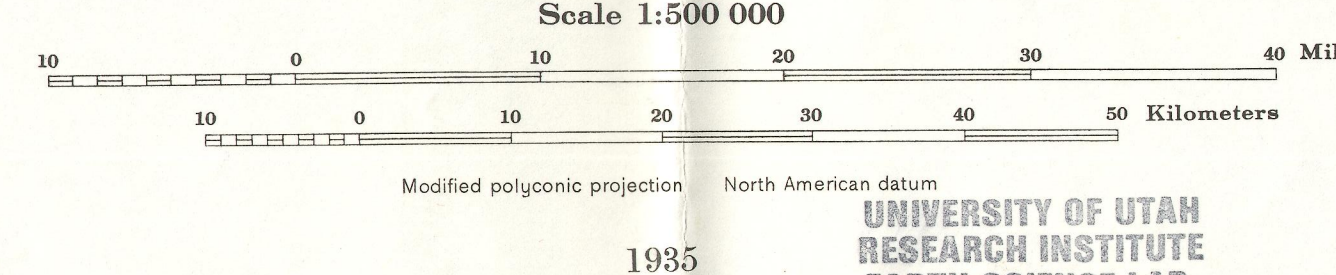 Scale 1:500 000
10 0 10 20 30 40 Mil
10 0 10 20 30 40 50 Kilometers
Modified polyconic projection North American datum
UNIVERSITY OF UTAH
RESEARCH INSTITUTE
1935